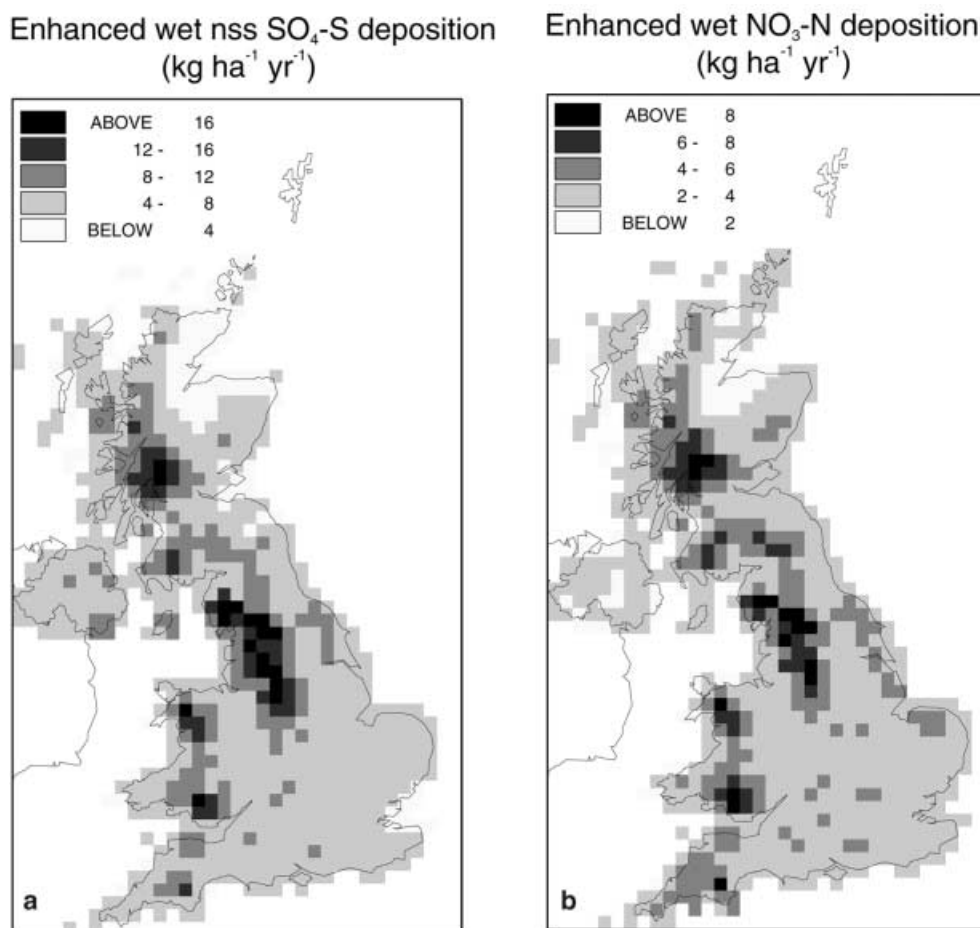 Enhanced wet nss SO₄-S deposition
(kg ha⁻¹ yr⁻¹)
ABOVE 16
12 - 16
8 - 12
4 - 8
BELOW 4
a
Enhanced wet NO₃-N deposition
(kg ha⁻¹ yr⁻¹)
ABOVE 8
6 - 8
4 - 6
2 - 4
BELOW 2
b